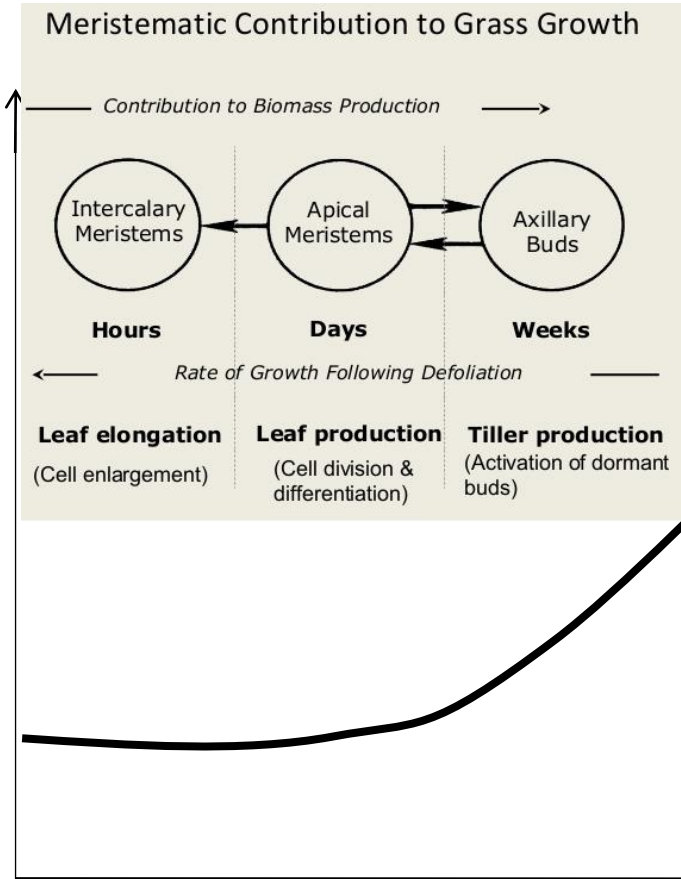 Meristematic Contribution to Grass Growth
Contribution to Biomass Production
Intercalary
Meristems
Apical
Meristems
Axillary
Buds
Hours
Days
Weeks
Rate of Growth Following Defoliation
Leaf elongation
(Cell enlargement)
Leaf production
(Cell division &
differentiation)
Tiller production
(Activation of dormant
buds)